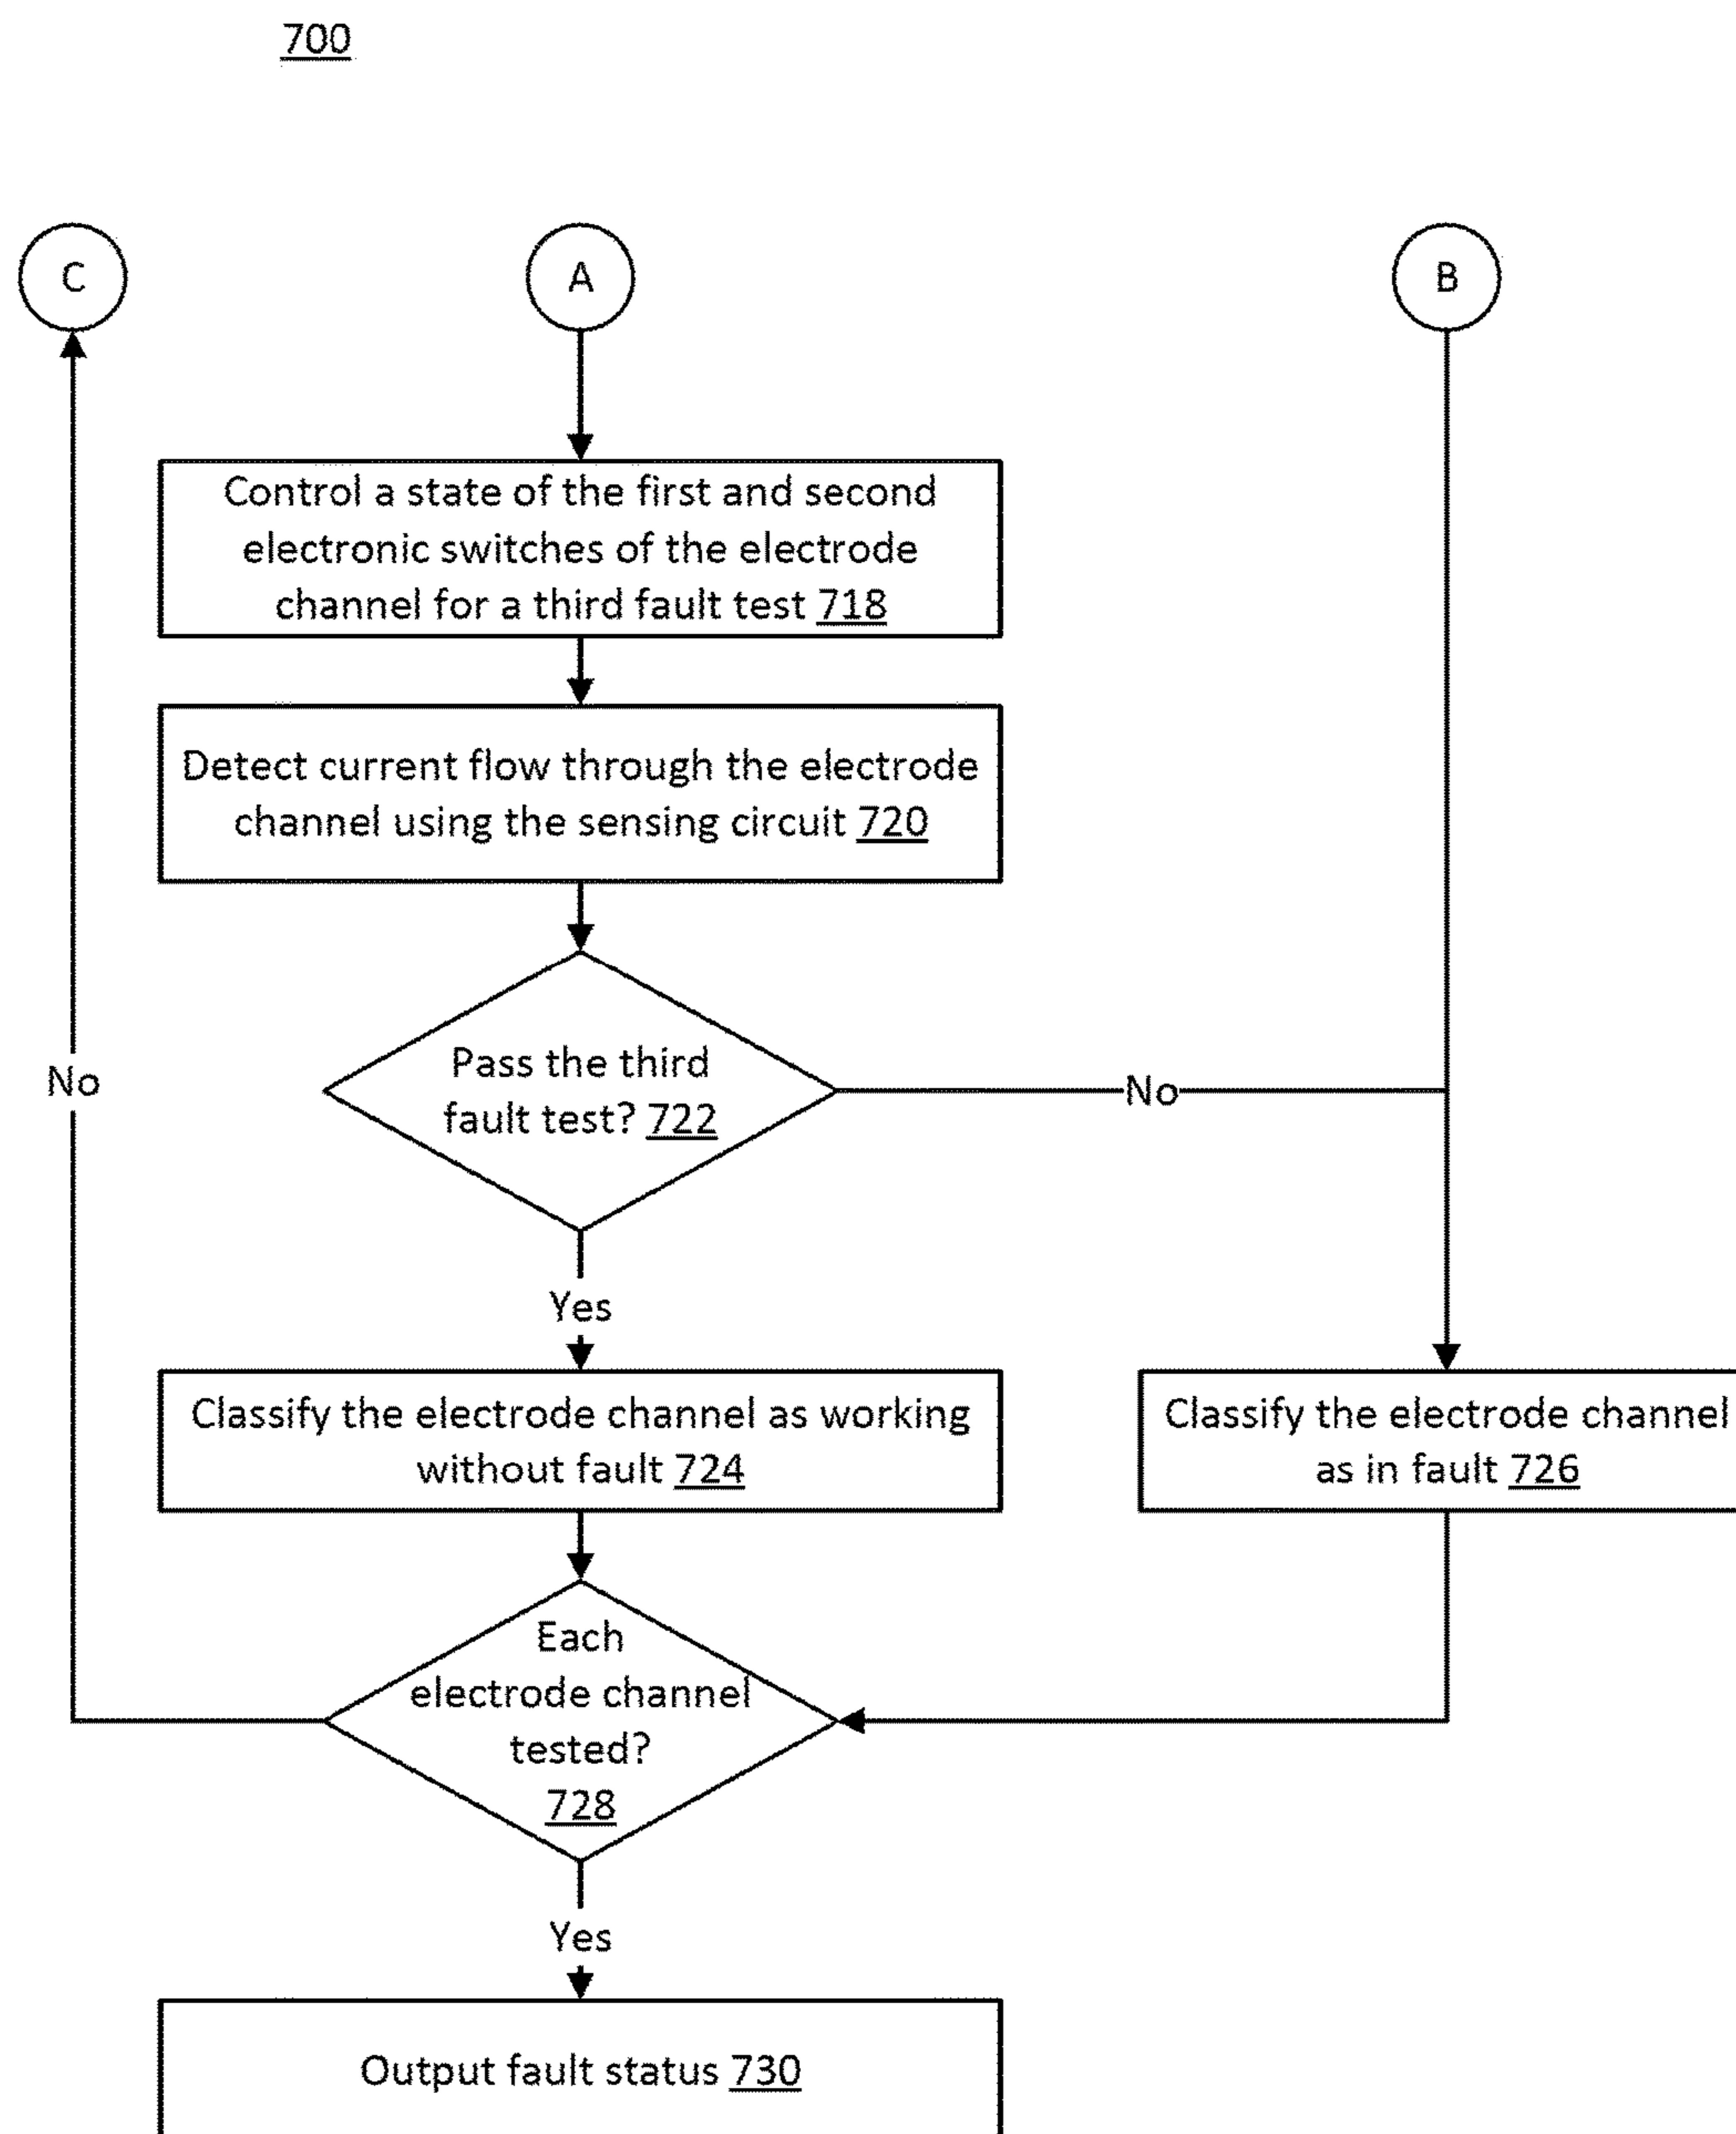 700
C
A
B
Control a state of the first and second
electronic switches of the electrode
channel for a third fault test 718
Detect current flow through the electrode
channel using the sensing circuit 720
Pass the third
fault test? 722
No
No
Yes
Classify the electrode channel as working
without fault 724
Classify the electrode channel
as in fault 726
Each
electrode channel
tested?
728
Yes
Output fault status 730